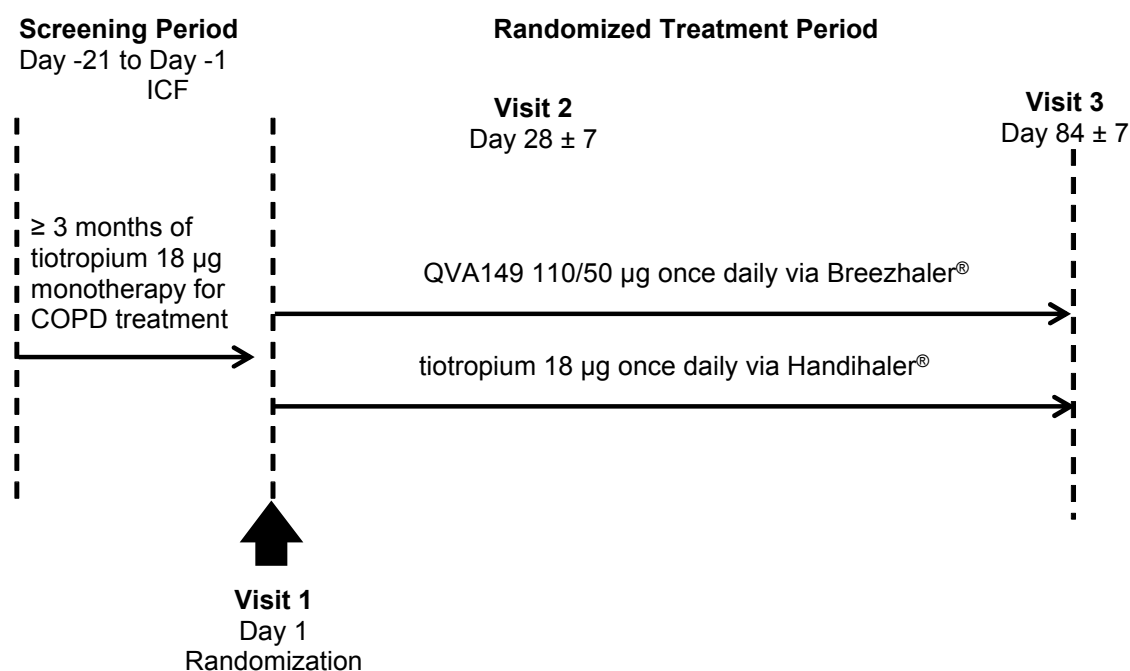 Screening Period
Day -21 to Day -1
ICF
Randomized Treatment Period
Visit 2
Day 28 ± 7
Visit 3
Day 84 ± 7
≥ 3 months of
tiotropium 18 µg
monotherapy for
COPD treatment
QVA149 110/50 µg once daily via Breezhaler®
tiotropium 18 µg once daily via Handihaler®
Visit 1
Day 1
Randomization